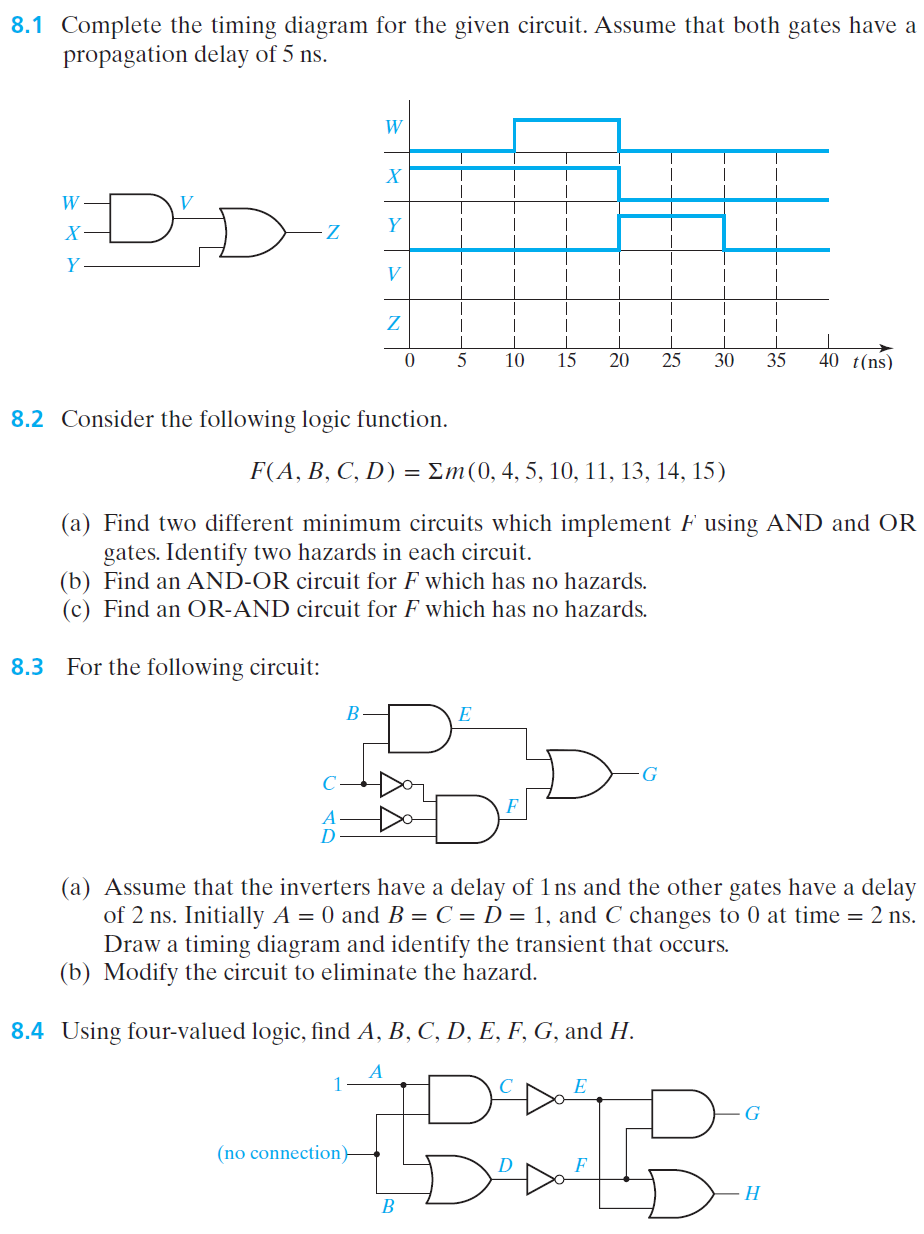 8.1 Complete the timing diagram for the given circuit. Assume that both gates have a
propagation delay of 5 ns.
W
X
Y
V
Z
W
X
Y
V
Z
0 5 10 15 20 25 30 35 40 t(ns)
8.2 Consider the following logic function.
F(A, B, C, D) = Σm(0, 4, 5, 10, 11, 13, 14, 15)
(a) Find two different minimum circuits which implement F using AND and OR
gates. Identify two hazards in each circuit.
(b) Find an AND-OR circuit for F which has no hazards.
(c) Find an OR-AND circuit for F which has no hazards.
8.3 For the following circuit:
B
E
C
G
A
F
D
(a) Assume that the inverters have a delay of 1 ns and the other gates have a delay
of 2 ns. Initially A = 0 and B = C = D = 1, and C changes to 0 at time = 2 ns.
Draw a timing diagram and identify the transient that occurs.
(b) Modify the circuit to eliminate the hazard.
8.4 Using four-valued logic, find A, B, C, D, E, F, G, and H.
A
1
C
E
G
(no connection)
D
F
H
B